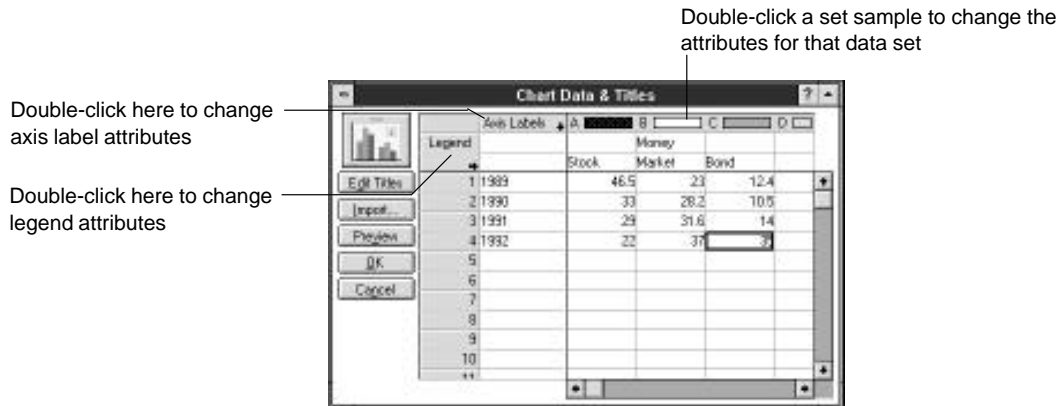 Double-click a set sample to change the
attributes for that data set
Double-click here to change
axis label attributes
Double-click here to change
legend attributes
Chart Data & Titles ?
Axis Labels A B C D
Legend Money
Stock Market Bond
Edit Titles 1 1989 46.5 23 12.4
Import... 2 1990 33 28.2 10.5
Preview 3 1991 29 31.6 14
OK 4 1992 22 37
Cancel 5
6
7
8
9
10
11